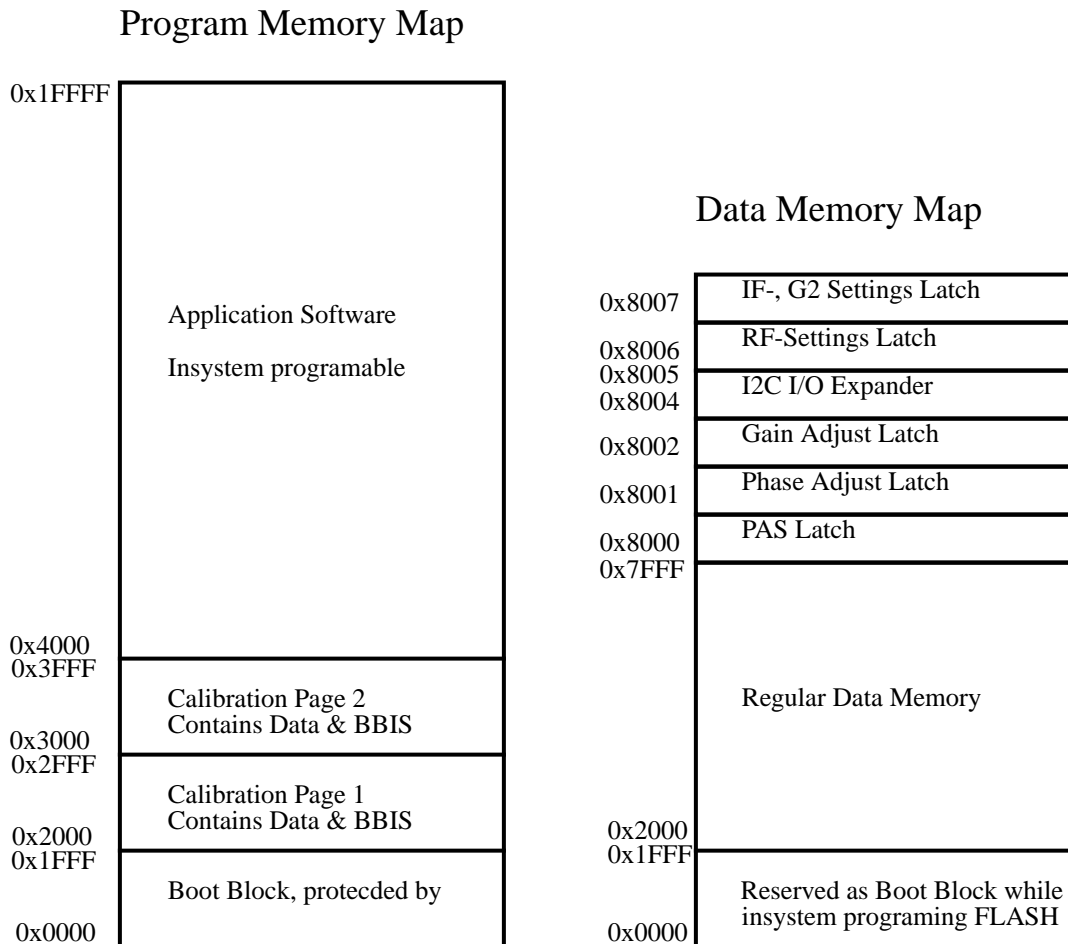 Program Memory Map
0x1FFFF
Application Software
Insystem programable
0x4000
0x3FFF
Calibration Page 2
Contains Data & BBIS
0x3000
0x2FFF
Calibration Page 1
Contains Data & BBIS
0x2000
0x1FFF
Boot Block, protecded by
0x0000
Data Memory Map
0x8007
IF-, G2 Settings Latch
0x8006
RF-Settings Latch
0x8005
0x8004
I2C I/O Expander
0x8002
Gain Adjust Latch
0x8001
Phase Adjust Latch
0x8000
PAS Latch
0x7FFF
Regular Data Memory
0x2000
0x1FFF
Reserved as Boot Block while
insystem programing FLASH
0x0000